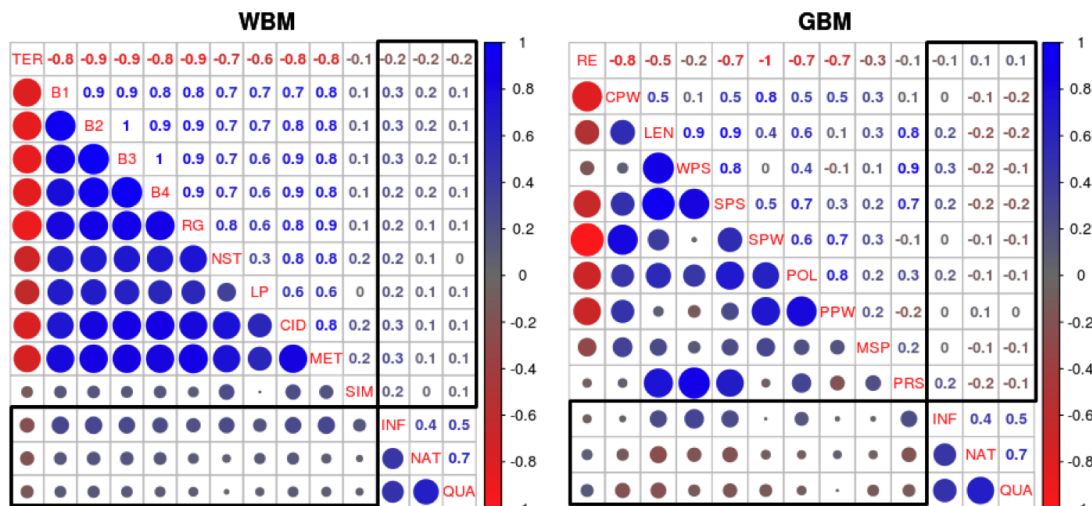 WBM
TER -0.8 -0.9 -0.9 -0.8 -0.9 -0.7 -0.6 -0.8 -0.8 -0.1 -0.2 -0.2 -0.2
B1 0.9 0.9 0.8 0.8 0.7 0.7 0.7 0.8 0.1 0.3 0.2 0.1
B2 1 0.9 0.9 0.7 0.7 0.8 0.8 0.1 0.3 0.2 0.1
B3 1 0.9 0.7 0.6 0.9 0.8 0.1 0.3 0.2 0.1
B4 0.9 0.7 0.6 0.9 0.8 0.1 0.2 0.2 0.1
RG 0.8 0.6 0.9 0.9 0.1 0.2 0.1 0.1
NST 0.3 0.8 0.8 0.2 0.2 0.1 0
LP 0.6 0.6 0 0.2 0.1 0.1
CID 0.8 0.2 0.3 0.1 0.1
MET 0.2 0.3 0.1 0.1
SIM 0.2 0 0.1
INF 0.4 0.5
NAT 0.7
QUA
1
0.8
0.6
0.4
0.2
0
-0.2
-0.4
-0.6
-0.8
GBM
RE -0.8 -0.5 -0.2 -0.7 -1 -0.7 -0.7 -0.3 -0.1 -0.1 0.1 0.1
CPW 0.5 0.1 0.5 0.8 0.5 0.5 0.3 0.1 0 -0.1 -0.2
LEN 0.9 0.9 0.4 0.6 0.1 0.3 0.8 0.2 -0.2 -0.2
WPS 0.8 0 0.4 -0.1 0.1 0.9 0.3 -0.2 -0.1
SPS 0.5 0.7 0.3 0.2 0.7 0.2 -0.2 -0.2
SPW 0.6 0.7 0.3 -0.1 0 -0.1 -0.1
POL 0.8 0.2 0.3 0.2 -0.1 -0.1
PPW 0.2 -0.2 0 0.1 0
MSP 0.2 0 -0.1 -0.1
PRS 0.2 -0.2 -0.1
INF 0.4 0.5
NAT 0.7
QUA
1
0.8
0.6
0.4
0.2
0
-0.2
-0.4
-0.6
-0.8